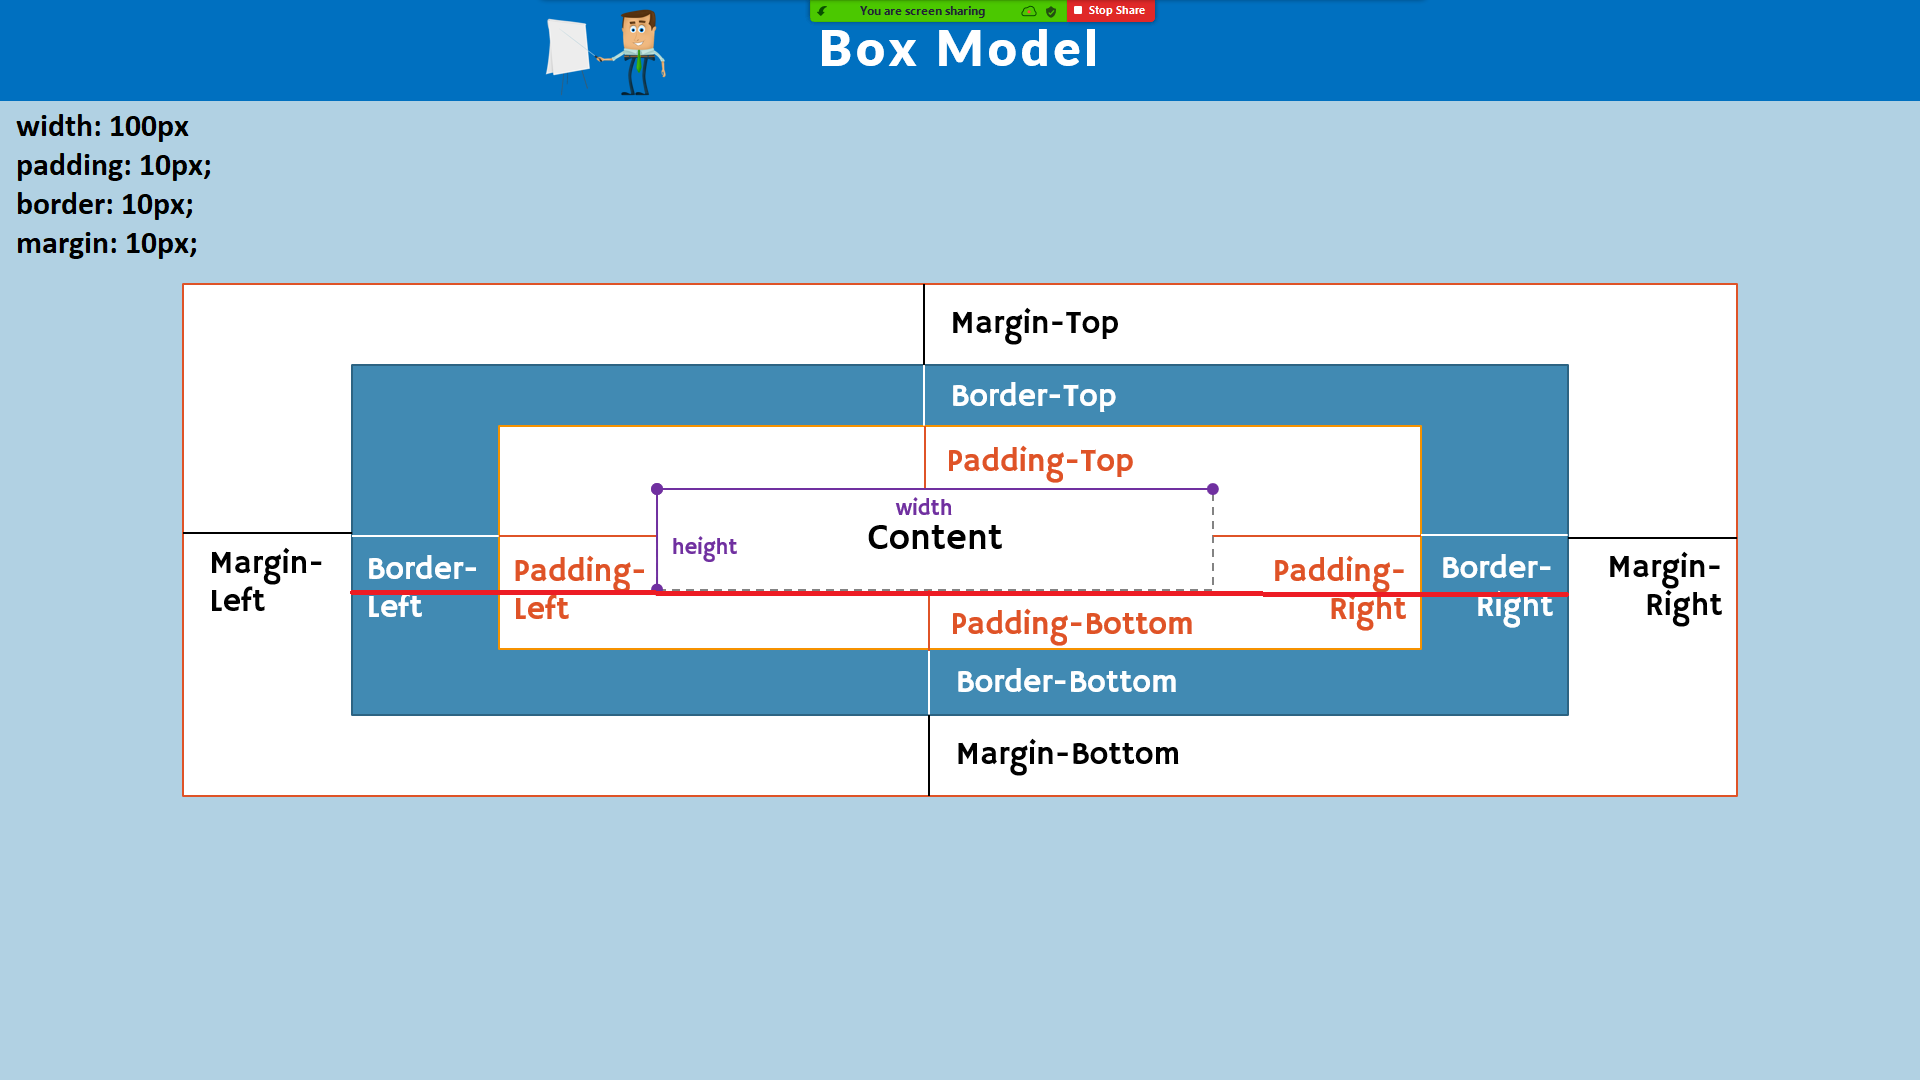 You are screen sharing
Stop Share
Box Model
width: 100px
padding: 10px;
border: 10px;
margin: 10px;
Margin-Top
Border-Top
Padding-Top
width
Content
height
Margin-
Left
Border-
Left
Padding-
Left
Padding-
Right
Border-
Right
Margin-
Right
Padding-Bottom
Border-Bottom
Margin-Bottom